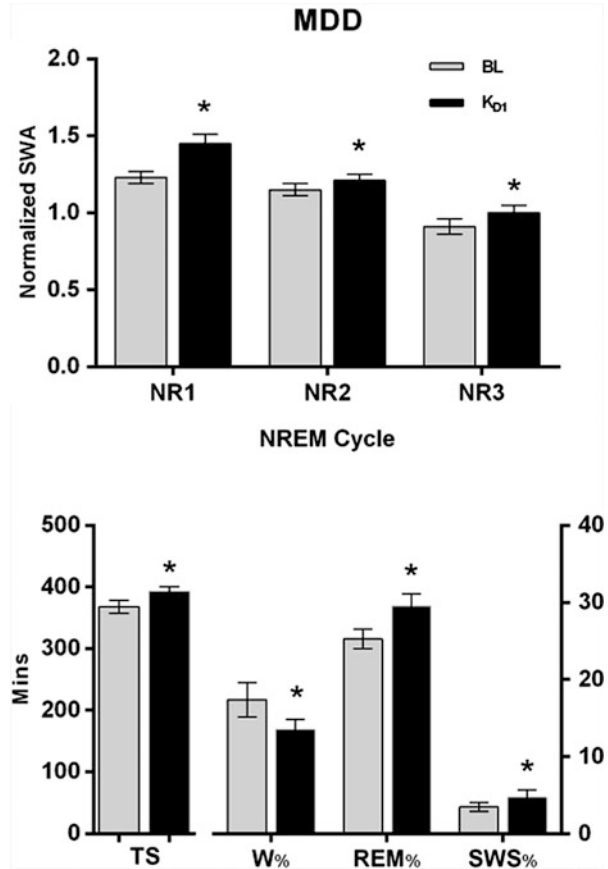 MDD
2.0
1.5
1.0
0.5
0.0
Normalized SWA
BL
KD1
*
*
*
NR1 NR2 NR3
NREM Cycle
500
400
300
200
100
0
Mins
40
30
20
10
0
*
*
*
*
TS W% REM% SWS%